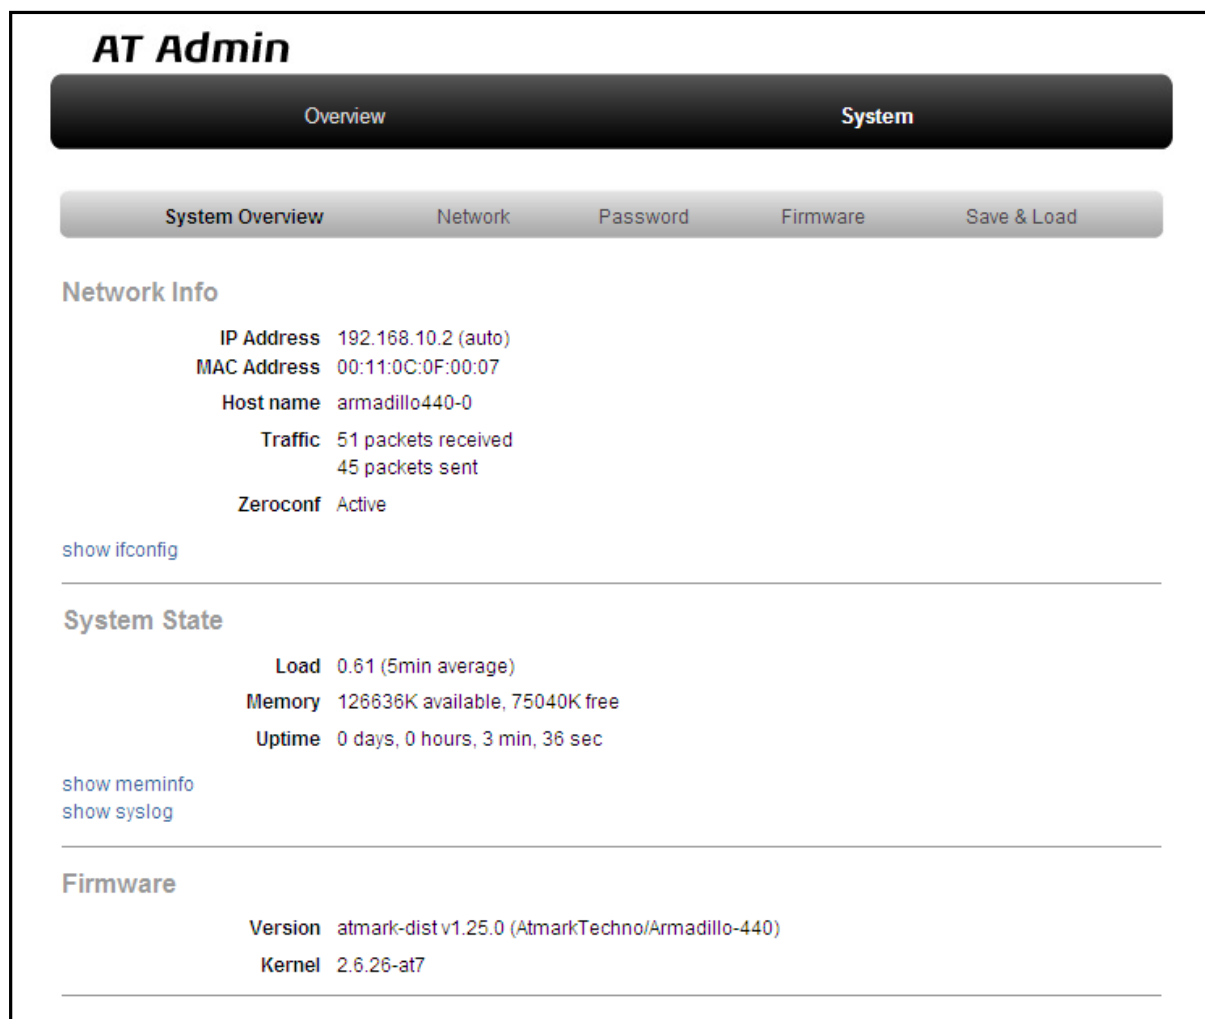 AT Admin
Overview System
System Overview Network Password Firmware Save & Load
Network Info
IP Address 192.168.10.2 (auto)
MAC Address 00:11:0C:0F:00:07
Host name armadillo440-0
Traffic 51 packets received
45 packets sent
Zeroconf Active
show ifconfig
System State
Load 0.61 (5min average)
Memory 126636K available, 75040K free
Uptime 0 days, 0 hours, 3 min, 36 sec
show meminfo
show syslog
Firmware
Version atmark-dist v1.25.0 (AtmarkTechno/Armadillo-440)
Kernel 2.6.26-at7